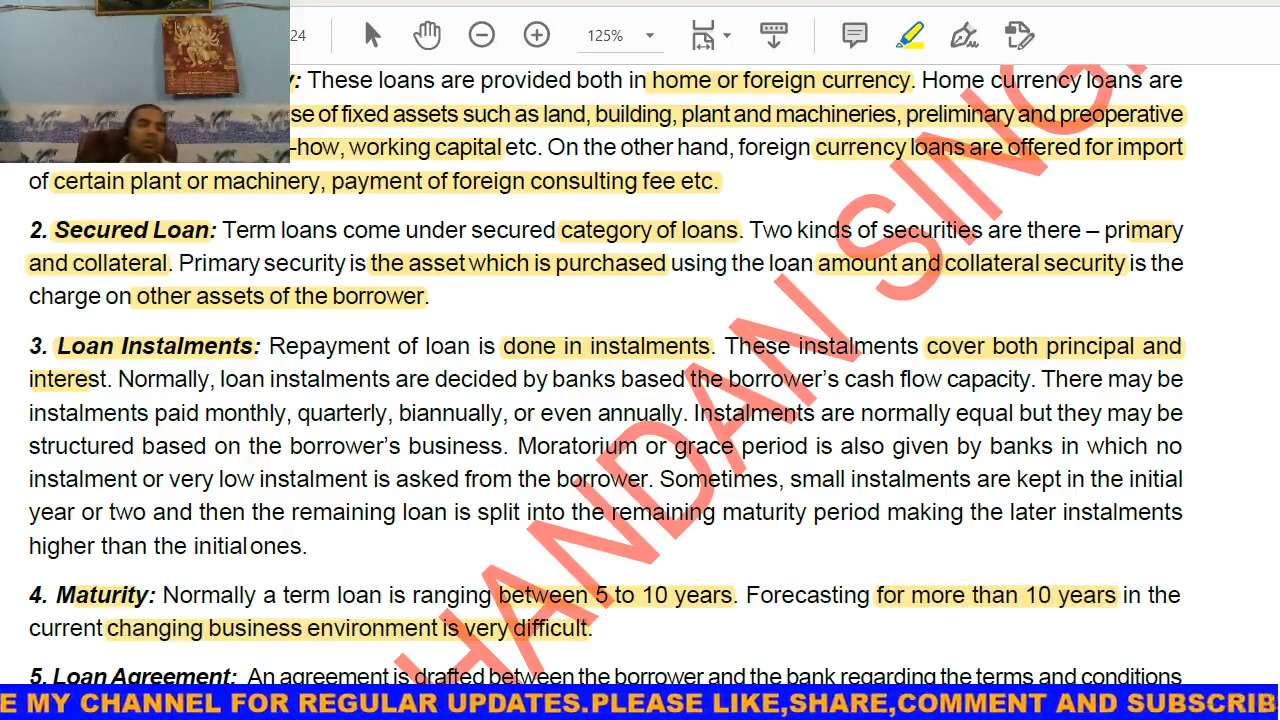 24
125%
y: These loans are provided both in home or foreign currency. Home currency loans are
se of fixed assets such as land, building, plant and machineries, preliminary and preoperative
-how, working capital etc. On the other hand, foreign currency loans are offered for import
of certain plant or machinery, payment of foreign consulting fee etc.
2. Secured Loan: Term loans come under secured category of loans. Two kinds of securities are there – primary
and collateral. Primary security is the asset which is purchased using the loan amount and collateral security is the
charge on other assets of the borrower.
3. Loan Instalments: Repayment of loan is done in instalments. These instalments cover both principal and
interest. Normally, loan instalments are decided by banks based the borrower's cash flow capacity. There may be
instalments paid monthly, quarterly, biannually, or even annually. Instalments are normally equal but they may be
structured based on the borrower's business. Moratorium or grace period is also given by banks in which no
instalment or very low instalment is asked from the borrower. Sometimes, small instalments are kept in the initial
year or two and then the remaining loan is split into the remaining maturity period making the later instalments
higher than the initial ones.
4. Maturity: Normally a term loan is ranging between 5 to 10 years. Forecasting for more than 10 years in the
current changing business environment is very difficult.
5. Loan Agreement: An agreement is drafted between the borrower and the bank regarding the terms and conditions
HANDAN SING
E MY CHANNEL FOR REGULAR UPDATES.PLEASE LIKE,SHARE,COMMENT AND SUBSCRIB